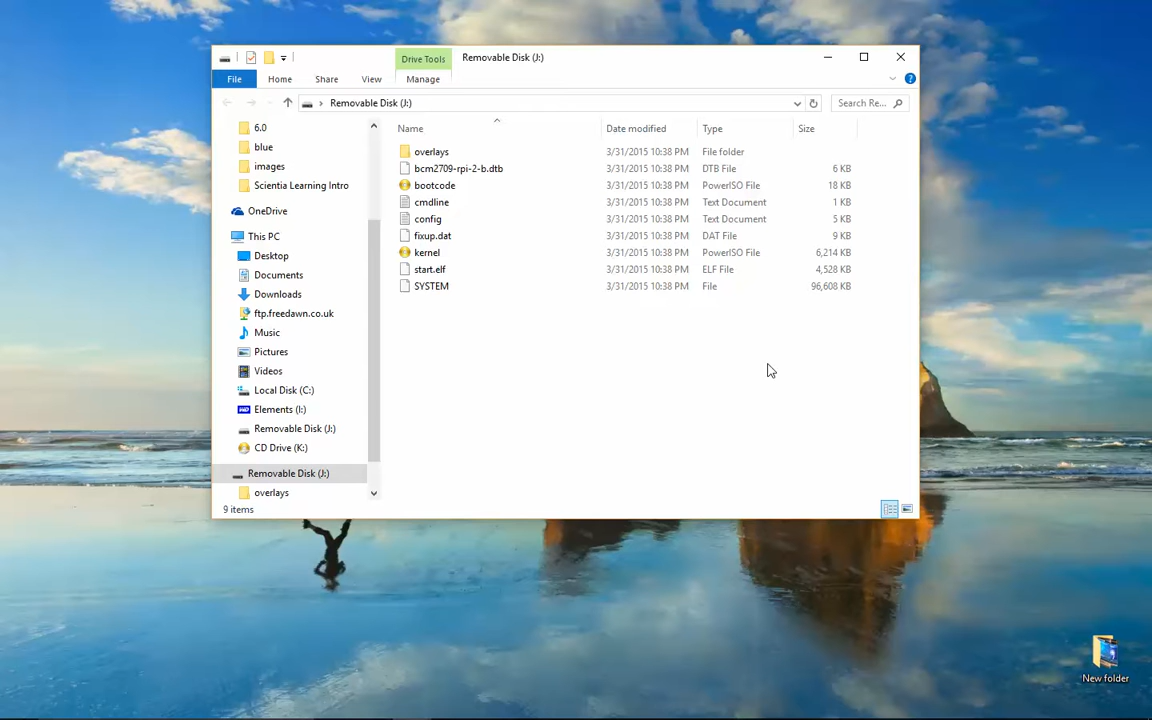 Drive Tools Removable Disk (J:)
File Home Share View Manage
Removable Disk (J:) Search Re...
Name Date modified Type Size
6.0
blue
images
Scientia Learning Intro
OneDrive
This PC
Desktop
Documents
Downloads
ftp.freedawn.co.uk
Music
Pictures
Videos
Local Disk (C:)
Elements (I:)
Removable Disk (J:)
CD Drive (K:)
Removable Disk (J:)
overlays
overlays 3/31/2015 10:38 PM File folder
bcm2709-rpi-2-b.dtb 3/31/2015 10:38 PM DTB File 6 KB
bootcode 3/31/2015 10:38 PM PowerISO File 18 KB
cmdline 3/31/2015 10:38 PM Text Document 1 KB
config 3/31/2015 10:38 PM Text Document 5 KB
fixup.dat 3/31/2015 10:38 PM DAT File 9 KB
kernel 3/31/2015 10:38 PM PowerISO File 6,214 KB
start.elf 3/31/2015 10:38 PM ELF File 4,528 KB
SYSTEM 3/31/2015 10:38 PM File 96,608 KB
9 items
New folder